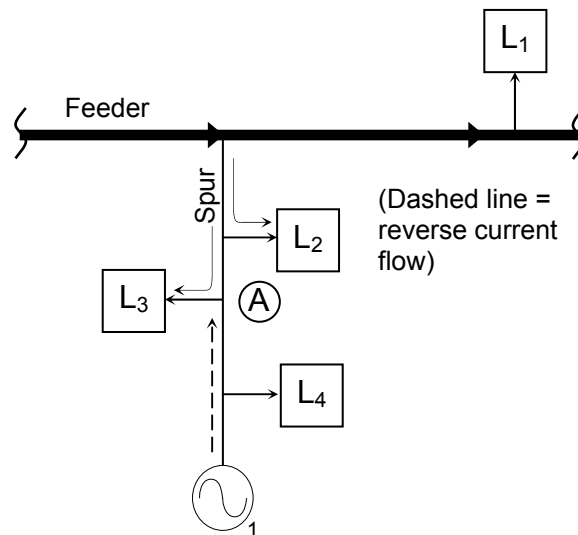 L₁
Feeder
Spur
(Dashed line =
reverse current
flow)
L₂
L₃
A
L₄
1